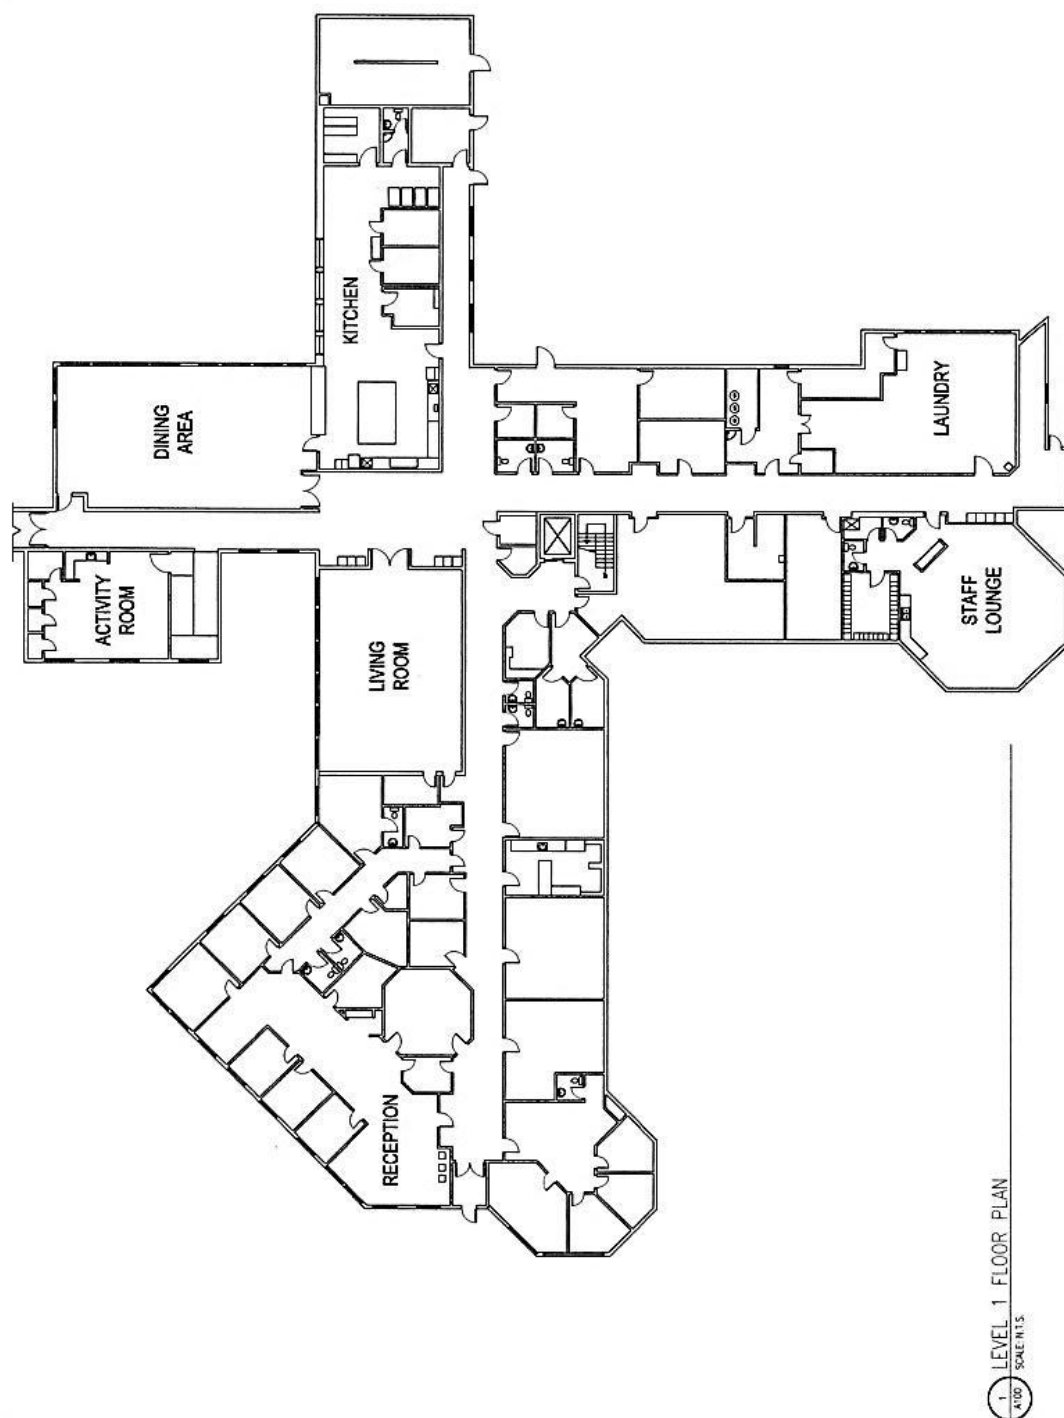 KITCHEN
DINING
AREA
LAUNDRY
ACTIVITY
ROOM
LIVING
ROOM
STAFF
LOUNGE
RECEPTION
1
A100
LEVEL 1 FLOOR PLAN
SCALE: N.T.S.